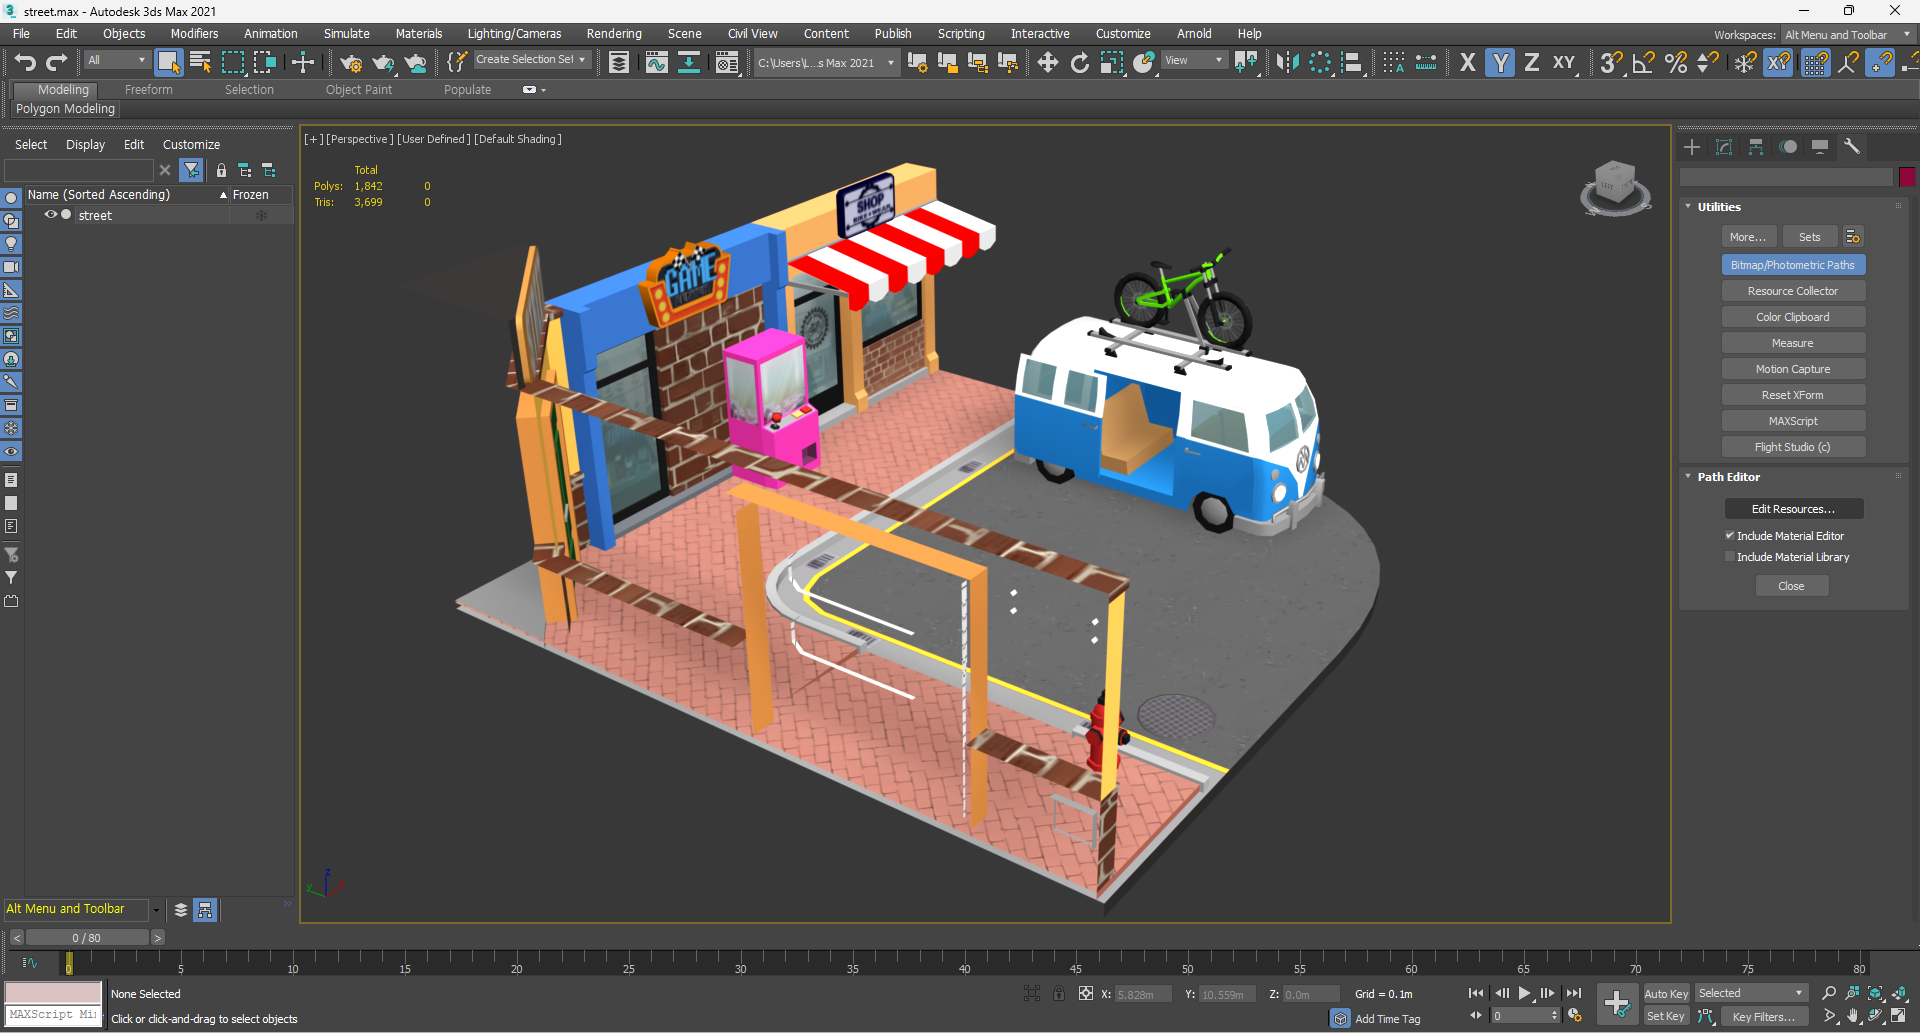 street.max - Autodesk 3ds Max 2021
File Edit Objects Modifiers Animation Simulate Materials Lighting/Cameras Rendering Scene Civil View Content Publish Scripting Interactive Customize Arnold Help
Workspaces: Alt Menu and Toolbar
All
Create Selection Set
C:\Users\L...s Max 2021
View
X Y Z XY
Modeling Freeform Selection Object Paint Populate
Polygon Modeling
Select Display Edit Customize
Name (Sorted Ascending) Frozen
street
[+] [Perspective] [User Defined] [Default Shading]
Total
Polys: 1,842 0
Tris: 3,699 0
SHOP
BIKE WEAR
GAME
Utilities
More... Sets
Bitmap/Photometric Paths
Resource Collector
Color Clipboard
Measure
Motion Capture
Reset XForm
MAXScript
Flight Studio (c)
Path Editor
Edit Resources...
Include Material Editor
Include Material Library
Close
z
y
Alt Menu and Toolbar
< 0 / 80 >
0 5 10 15 20 25 30 35 40 45 50 55 60 65 70 75 80
None Selected
MAXScript Mi
Click or click-and-drag to select objects
X: 5.828m Y: 10.559m Z: 0.0m Grid = 0.1m
Add Time Tag
0
Auto Key Selected
Set Key Key Filters...